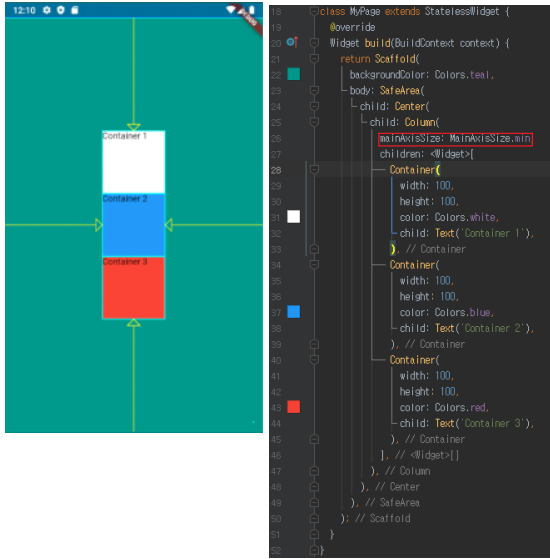 12:10
Container 1
Container 2
Container 3
18 class MyPage extends StatelessWidget {
19 @override
20 Widget build(BuildContext context) {
21 return Scaffold(
22 backgroundColor: Colors.teal,
23 body: SafeArea(
24 child: Center(
25 child: Column(
26 mainAxisSize: MainAxisSize.min
27 children: <Widget>[
28 Container(
29 width: 100,
30 height: 100,
31 color: Colors.white,
32 child: Text('Container 1'),
33 ), // Container
34 Container(
35 width: 100,
36 height: 100,
37 color: Colors.blue,
38 child: Text('Container 2'),
39 ), // Container
40 Container(
41 width: 100,
42 height: 100,
43 color: Colors.red,
44 child: Text('Container 3'),
45 ), // Container
46 ], // <Widget>[]
47 ), // Column
48 ), // Center
49 ), // SafeArea
50 ); // Scaffold
51 }
52 }